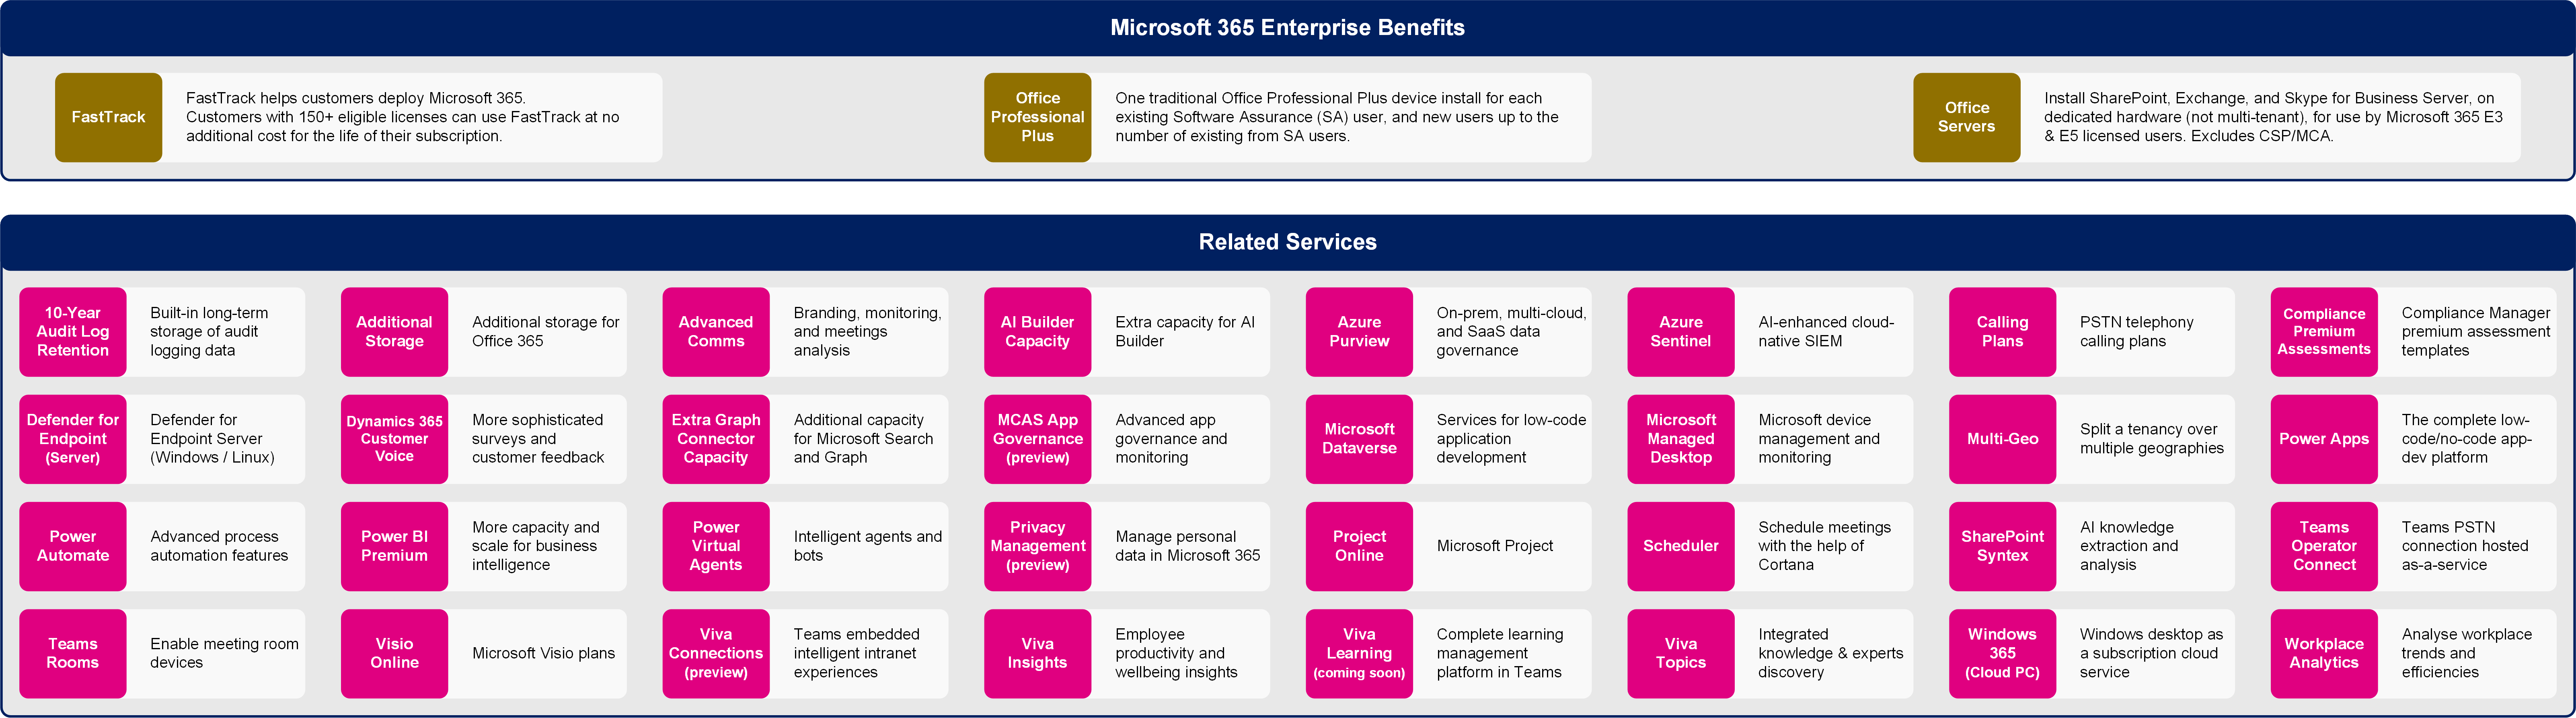 Microsoft 365 Enterprise Benefits
FastTrack
FastTrack helps customers deploy Microsoft 365.
Customers with 150+ eligible licenses can use FastTrack at no
additional cost for the life of their subscription.
Office
Professional
Plus
One traditional Office Professional Plus device install for each
existing Software Assurance (SA) user, and new users up to the
number of existing from SA users.
Office
Servers
Install SharePoint, Exchange, and Skype for Business Server, on
dedicated hardware (not multi-tenant), for use by Microsoft 365 E3
& E5 licensed users. Excludes CSP/MCA.
Related Services
10-Year
Audit Log
Retention
Built-in long-term
storage of audit
logging data
Additional
Storage
Additional storage for
Office 365
Advanced
Comms
Branding, monitoring,
and meetings
analysis
AI Builder
Capacity
Extra capacity for AI
Builder
Azure
Purview
On-prem, multi-cloud,
and SaaS data
governance
Azure
Sentinel
AI-enhanced cloud-
native SIEM
Calling
Plans
PSTN telephony
calling plans
Compliance
Premium
Assessments
Compliance Manager
premium assessment
templates
Defender for
Endpoint
(Server)
Defender for
Endpoint Server
(Windows / Linux)
Dynamics 365
Customer
Voice
More sophisticated
surveys and
customer feedback
Extra Graph
Connector
Capacity
Additional capacity
for Microsoft Search
and Graph
MCAS App
Governance
(preview)
Advanced app
governance and
monitoring
Microsoft
Dataverse
Services for low-code
application
development
Microsoft
Managed
Desktop
Microsoft device
management and
monitoring
Multi-Geo
Split a tenancy over
multiple geographies
Power Apps
The complete low-
code/no-code app-
dev platform
Power
Automate
Advanced process
automation features
Power BI
Premium
More capacity and
scale for business
intelligence
Power
Virtual
Agents
Intelligent agents and
bots
Privacy
Management
(preview)
Manage personal
data in Microsoft 365
Project
Online
Microsoft Project
Scheduler
Schedule meetings
with the help of
Cortana
SharePoint
Syntex
AI knowledge
extraction and
analysis
Teams
Operator
Connect
Teams PSTN
connection hosted
as-a-service
Teams
Rooms
Enable meeting room
devices
Visio
Online
Microsoft Visio plans
Viva
Connections
(preview)
Teams embedded
intelligent intranet
experiences
Viva
Insights
Employee
productivity and
wellbeing insights
Viva
Learning
(coming soon)
Complete learning
management
platform in Teams
Viva
Topics
Integrated
knowledge & experts
discovery
Windows
365
(Cloud PC)
Windows desktop as
a subscription cloud
service
Workplace
Analytics
Analyse workplace
trends and
efficiencies